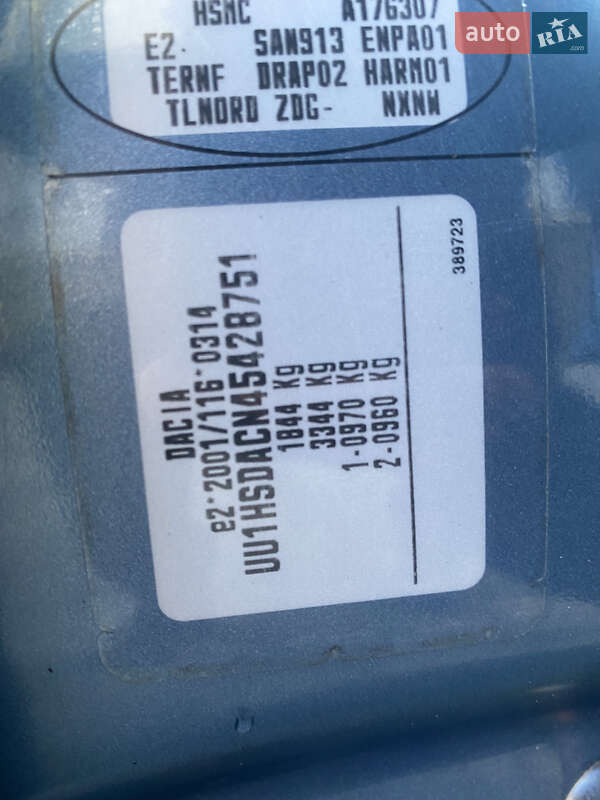 HSMC A176307
E2· SAN913 ENPA01
TERNF DRAP02 HARM01
TLNORD ZDG- NXNW
DACIA
e2*2001/116*0314
UU1HSDACN45428751
1844 Kg
3344 Kg
1-0970 Kg
2-0960 Kg
389723
auto RIA .com